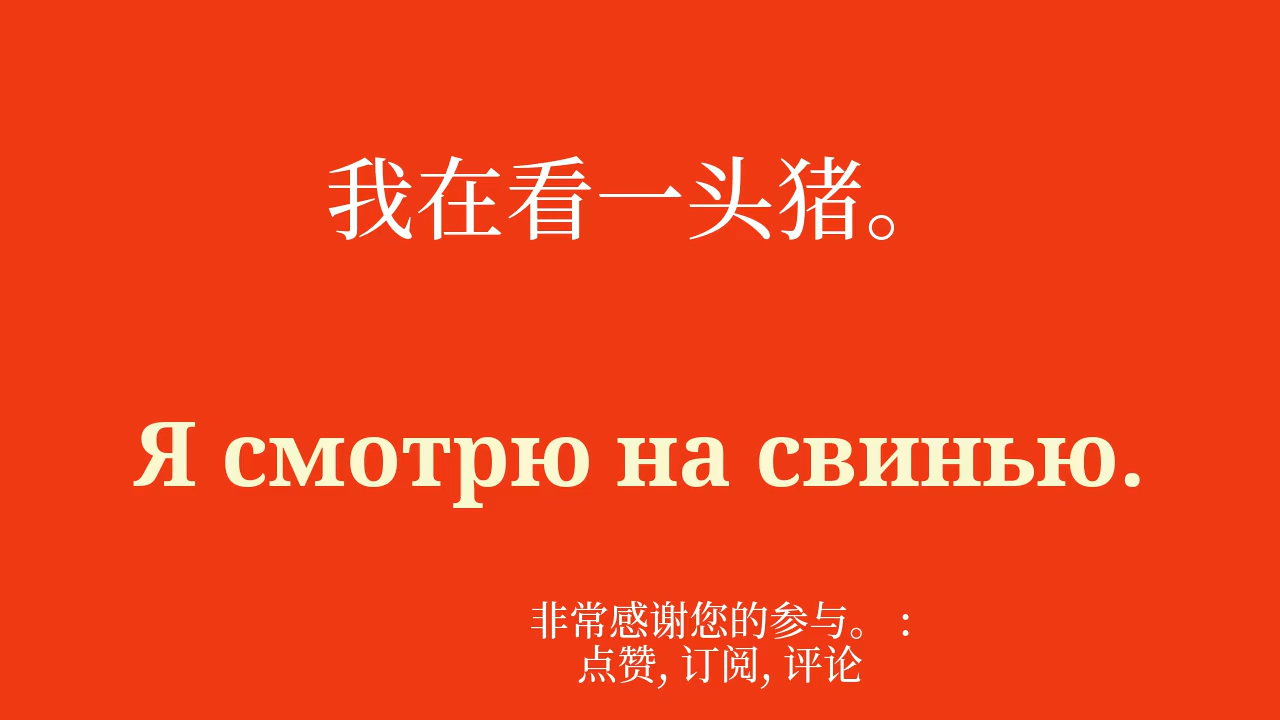 我在看一头猪。
Я смотрю на свинью.
非常感谢您的参与。 :
点赞, 订阅, 评论